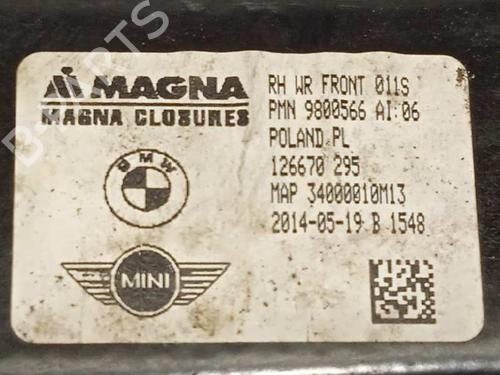 MAGNA
MAGNA CLOSURES
BMW
MINI
RH WR FRONT 011S
PMN 9800566 AI:06
POLAND PL
126670 295
MAP 34000010M13
2014-05-19 B 1548